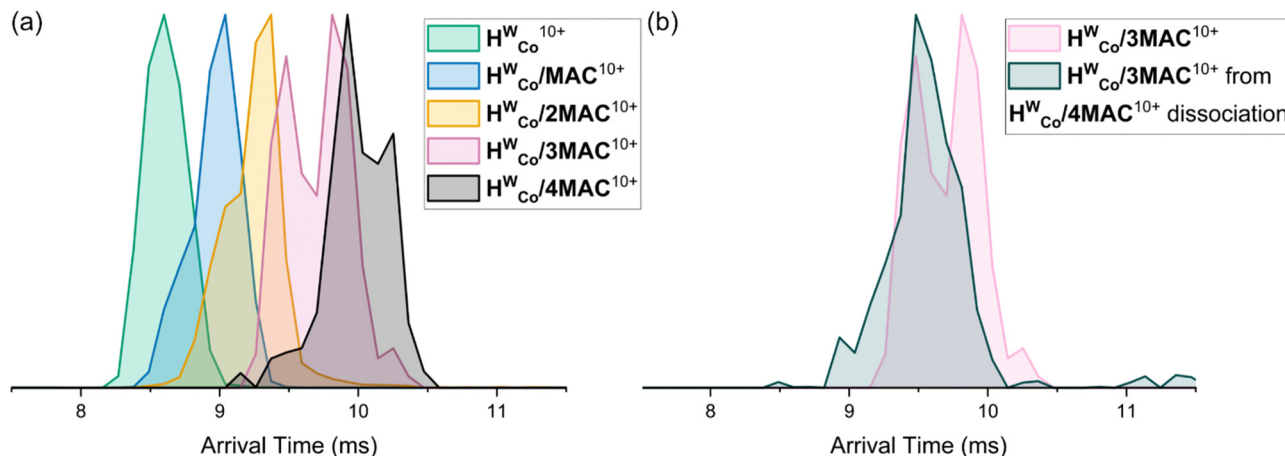 (a)
H^W_Co^10+
H^W_Co/MAC^10+
H^W_Co/2MAC^10+
H^W_Co/3MAC^10+
H^W_Co/4MAC^10+
8 9 10 11
Arrival Time (ms)
(b)
H^W_Co/3MAC^10+
H^W_Co/3MAC^10+ from
H^W_Co/4MAC^10+ dissociation
8 9 10 11
Arrival Time (ms)